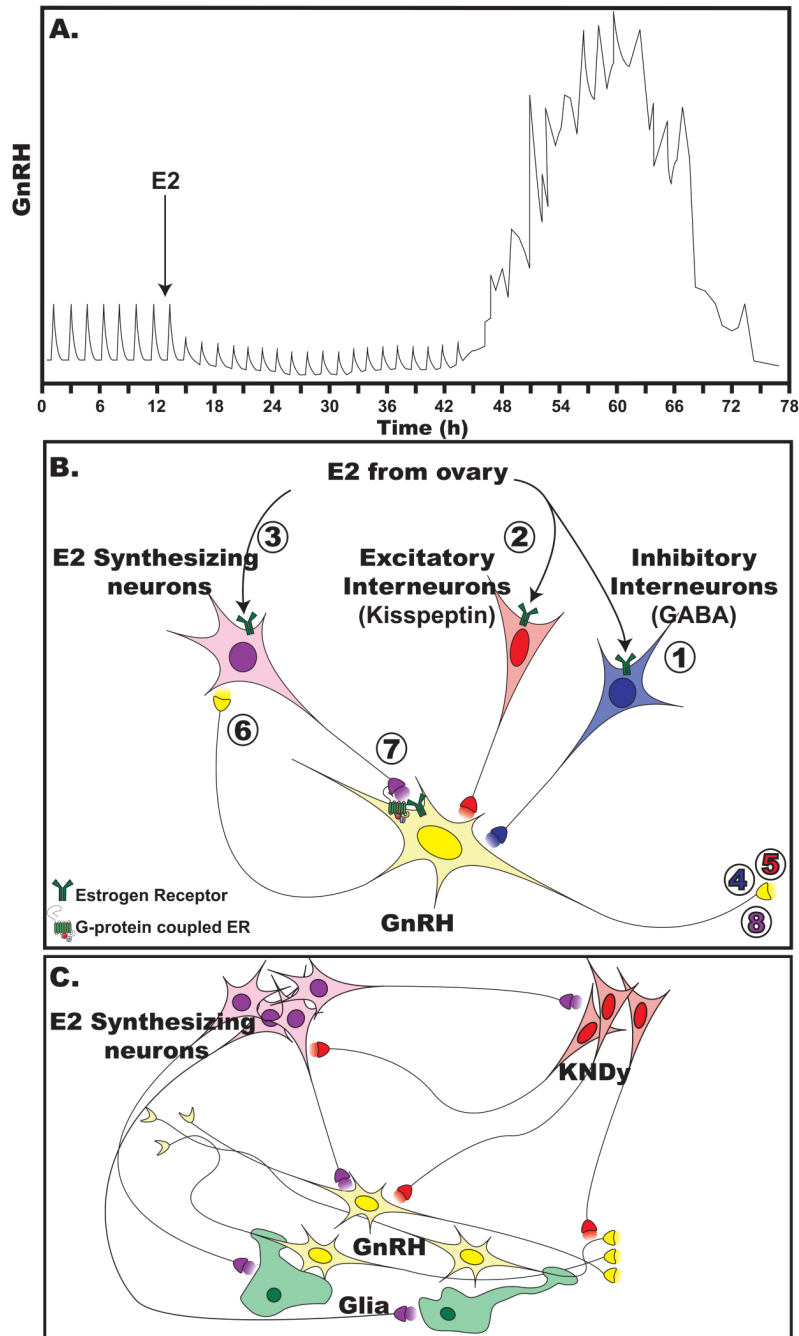 A.
GnRH
E2
0 6 12 18 24 30 36 42 48 54 60 66 72 78
Time (h)
B.
E2 from ovary
3
2
E2 Synthesizing
neurons
Excitatory
Interneurons
(Kisspeptin)
Inhibitory
Interneurons
(GABA)
1
6
7
5
4
8
Estrogen Receptor
G-protein coupled ER
GnRH
C.
E2 Synthesizing
neurons
KNDy
GnRH
Glia